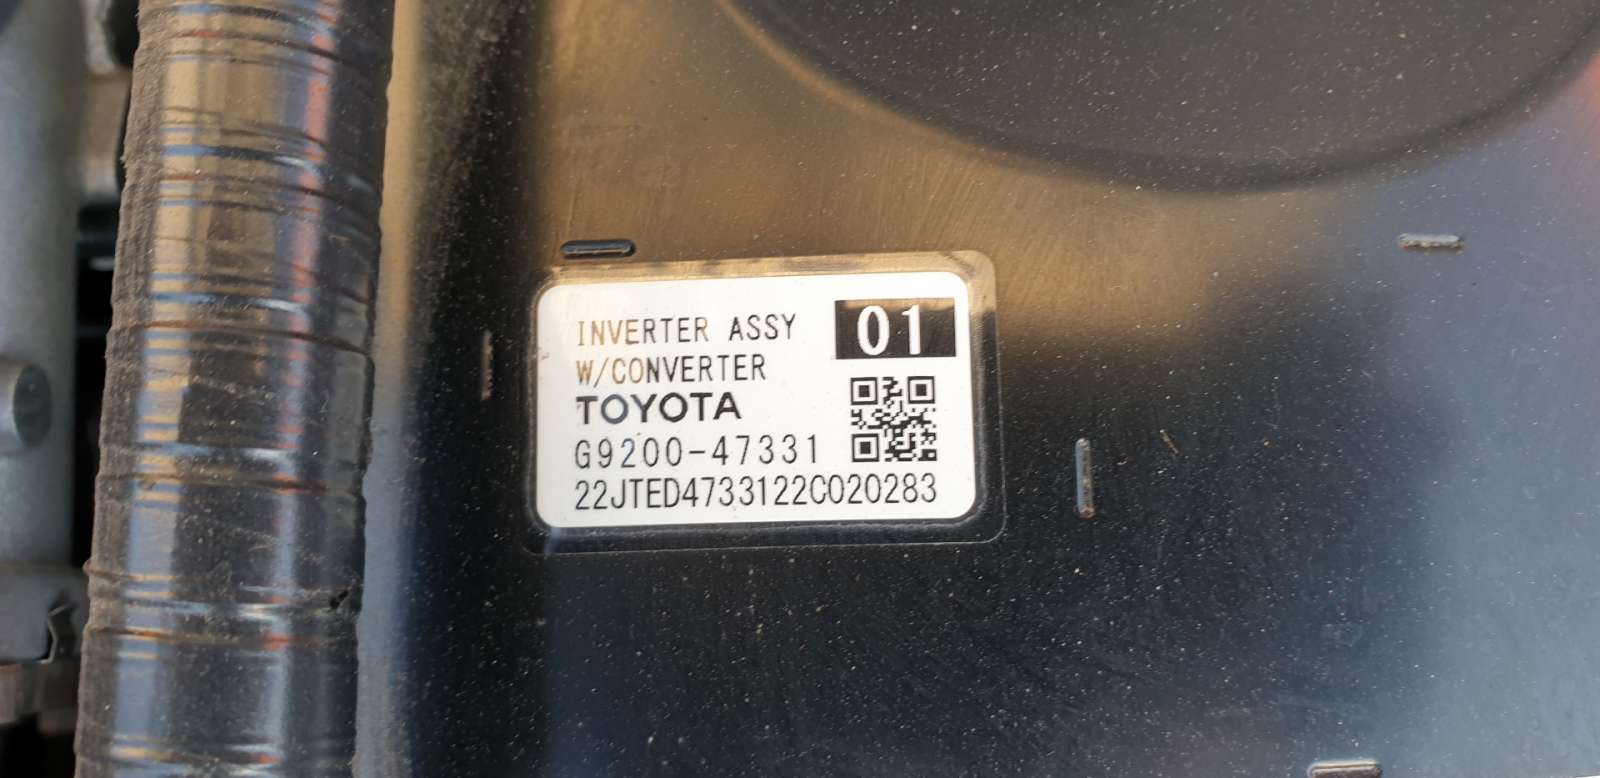 INVERTER ASSY 01
W/CONVERTER
TOYOTA
G9200-47331
22JTED4733122C020283